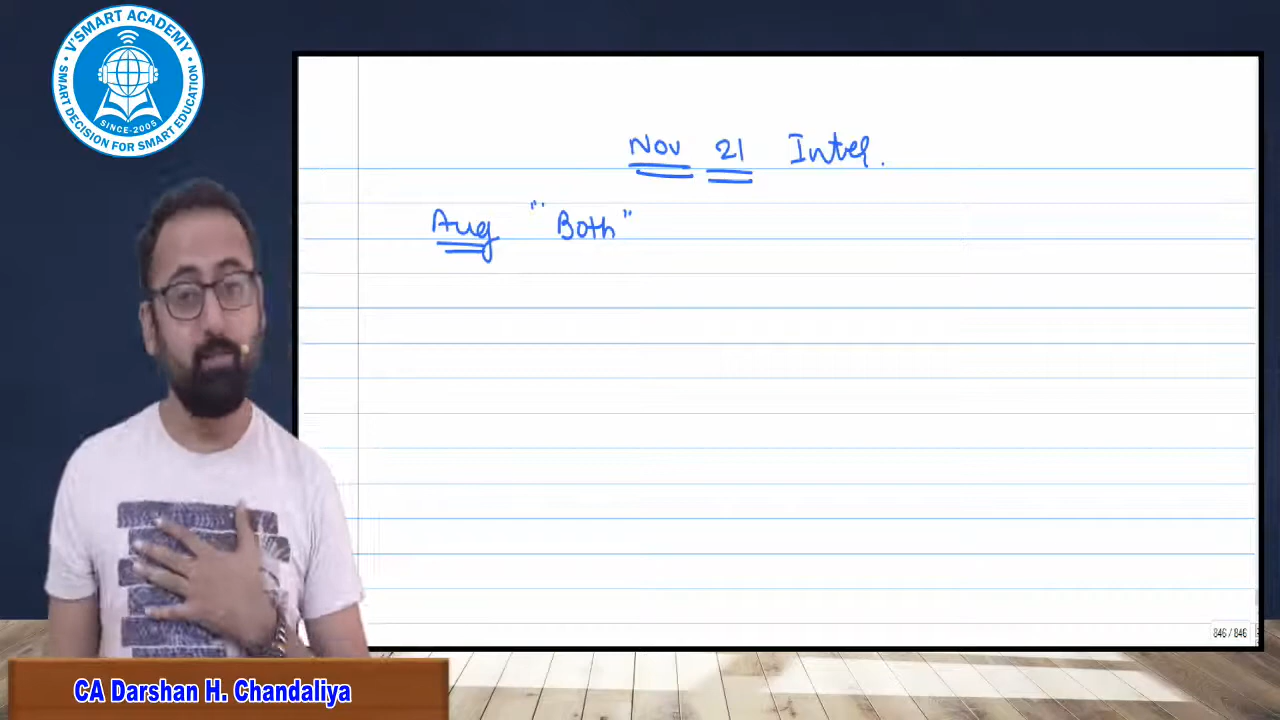 V'SMART ACADEMY
SINCE-2005
SMART DECISION FOR SMART EDUCATION
Nov 21 Inter.
Aug "Both"
846 / 846
CA Darshan H. Chandaliya